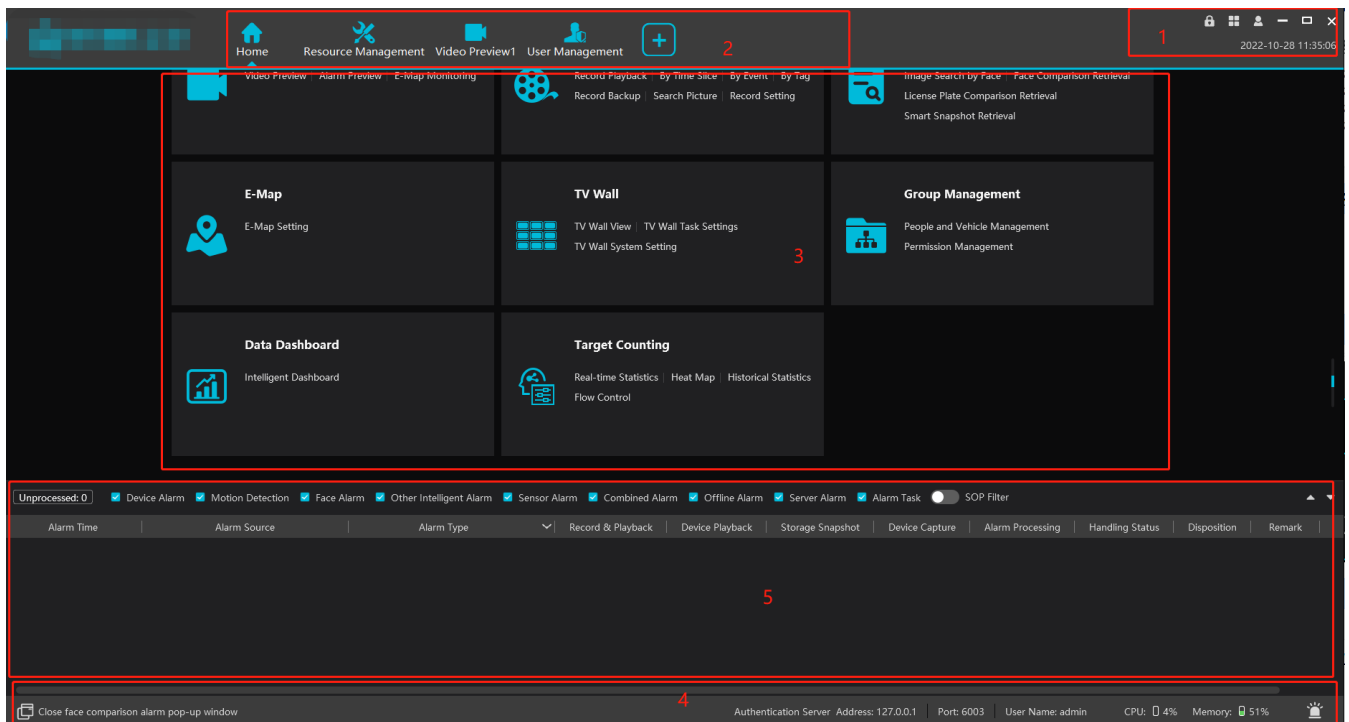 1
2022-10-28 11:35:06
Home Resource Management Video Preview1 User Management
2
Video Preview Alarm Preview E-Map Monitoring
Record Playback By Time Slice By Event By Tag
Record Backup Search Picture Record Setting
Image Search by Face Face Comparison Retrieval
License Plate Comparison Retrieval
Smart Snapshot Retrieval
E-Map
E-Map Setting
TV Wall
TV Wall View TV Wall Task Settings
TV Wall System Setting
3
Group Management
People and Vehicle Management
Permission Management
Data Dashboard
Intelligent Dashboard
Target Counting
Real-time Statistics Heat Map Historical Statistics
Flow Control
Unprocessed: 0 Device Alarm Motion Detection Face Alarm Other Intelligent Alarm Sensor Alarm Combined Alarm Offline Alarm Server Alarm Alarm Task SOP Filter
Alarm Time Alarm Source Alarm Type Record & Playback Device Playback Storage Snapshot Device Capture Alarm Processing Handling Status Disposition Remark
5
4
Close face comparison alarm pop-up window Authentication Server Address: 127.0.0.1 Port: 6003 User Name: admin CPU: 4% Memory: 51%